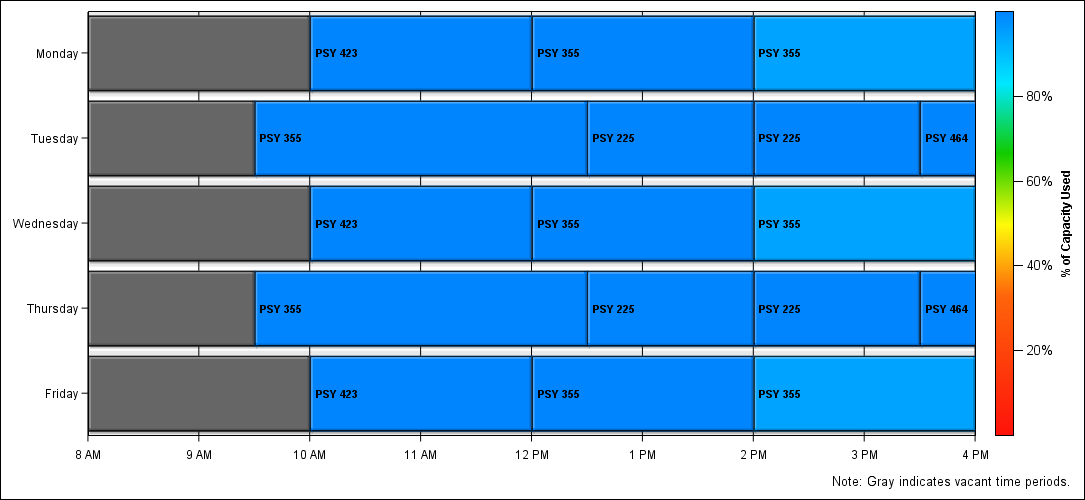 Monday
PSY 423
PSY 355
PSY 355
Tuesday
PSY 355
PSY 225
PSY 225
PSY 464
Wednesday
PSY 423
PSY 355
PSY 355
Thursday
PSY 355
PSY 225
PSY 225
PSY 464
Friday
PSY 423
PSY 355
PSY 355
8 AM
9 AM
10 AM
11 AM
12 PM
1 PM
2 PM
3 PM
4 PM
80%
60%
40%
20%
% of Capacity Used
Note: Gray indicates vacant time periods.